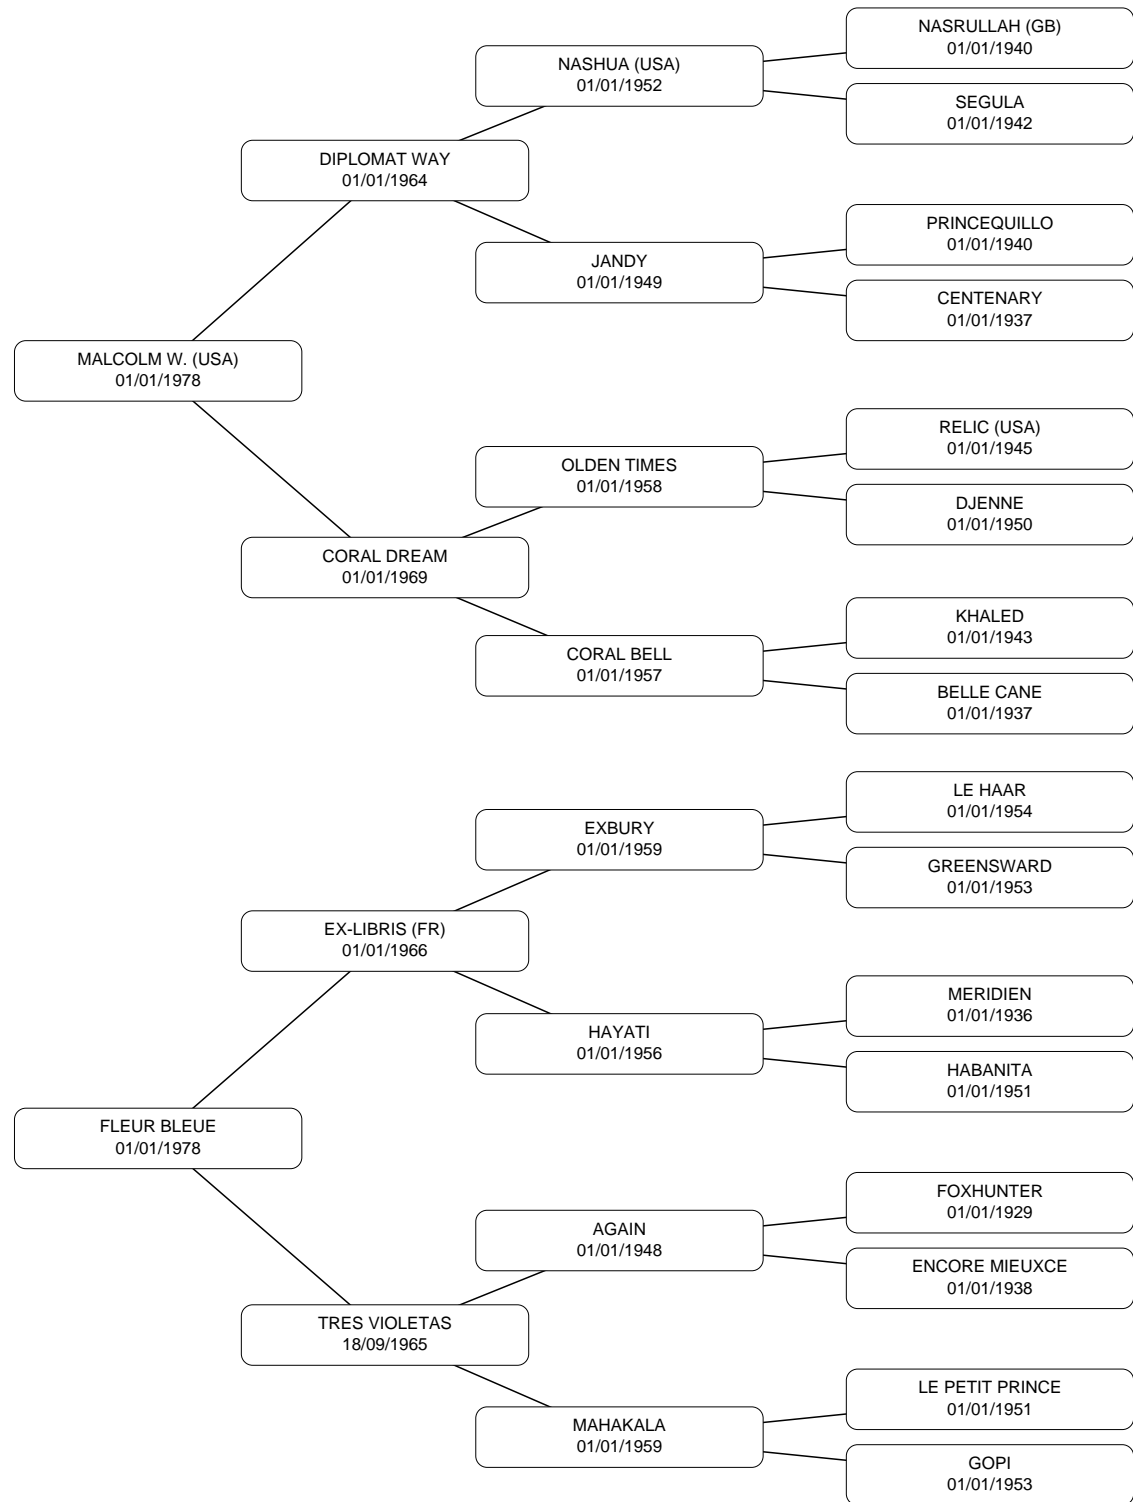 NASRULLAH (GB)
01/01/1940
NASHUA (USA)
01/01/1952
SEGULA
01/01/1942
DIPLOMAT WAY
01/01/1964
PRINCEQUILLO
01/01/1940
JANDY
01/01/1949
CENTENARY
01/01/1937
MALCOLM W. (USA)
01/01/1978
RELIC (USA)
01/01/1945
OLDEN TIMES
01/01/1958
DJENNE
01/01/1950
CORAL DREAM
01/01/1969
KHALED
01/01/1943
CORAL BELL
01/01/1957
BELLE CANE
01/01/1937
LE HAAR
01/01/1954
EXBURY
01/01/1959
GREENSWARD
01/01/1953
EX-LIBRIS (FR)
01/01/1966
MERIDIEN
01/01/1936
HAYATI
01/01/1956
HABANITA
01/01/1951
FLEUR BLEUE
01/01/1978
FOXHUNTER
01/01/1929
AGAIN
01/01/1948
ENCORE MIEUXCE
01/01/1938
TRES VIOLETAS
18/09/1965
LE PETIT PRINCE
01/01/1951
MAHAKALA
01/01/1959
GOPI
01/01/1953